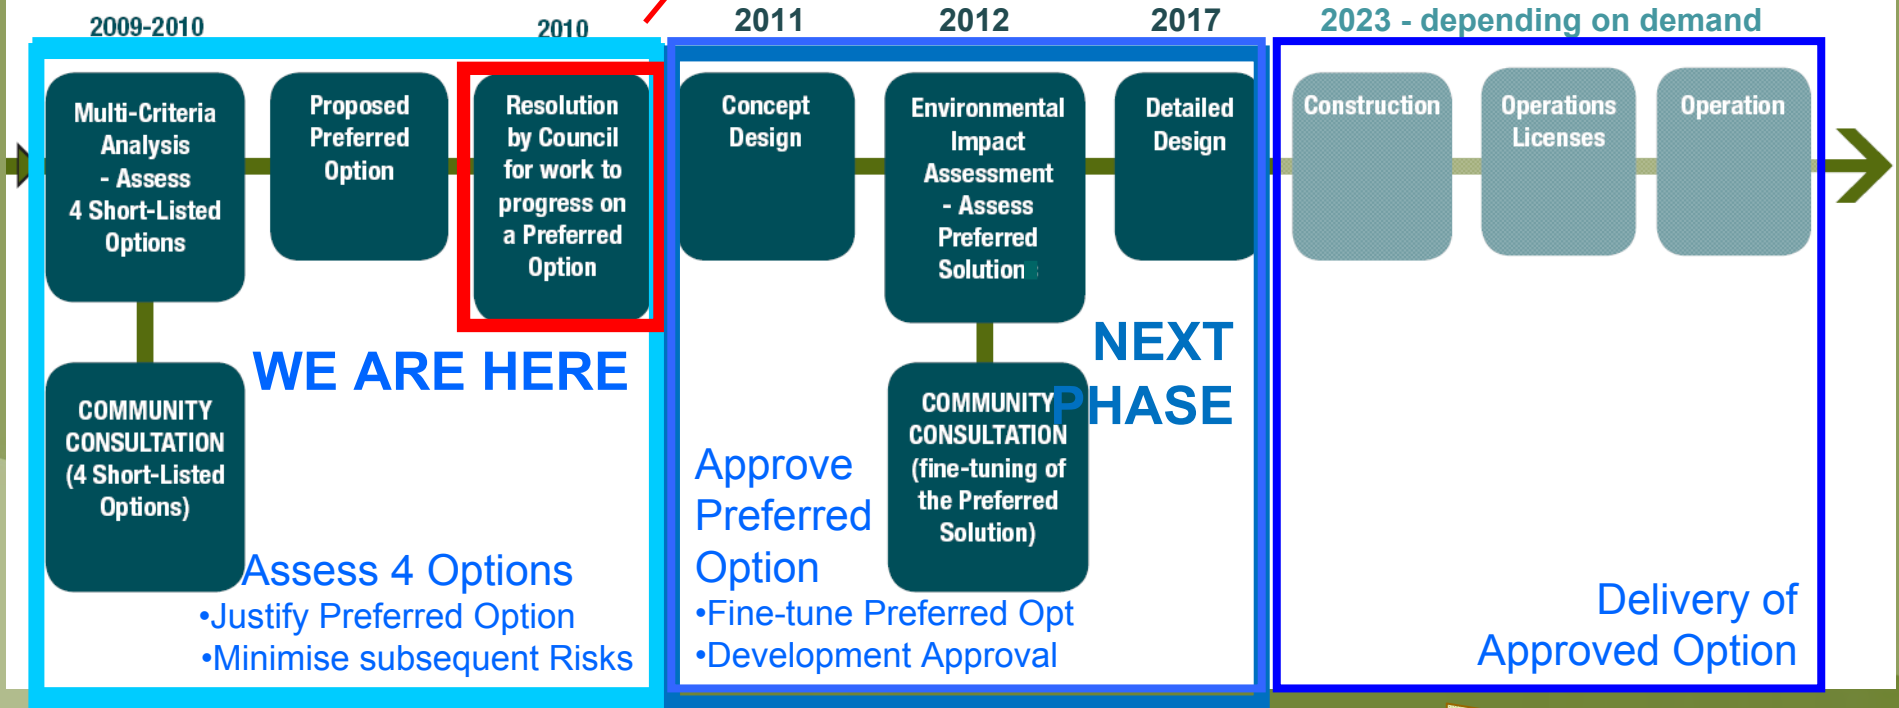 2009-2010
2010
2011
2012
2017
2023 - depending on demand
Multi-Criteria
Analysis
- Assess
4 Short-Listed
Options
Proposed
Preferred
Option
Resolution
by Council
for work to
progress on
a Preferred
Option
Concept
Design
Environmental
Impact
Assessment
- Assess
Preferred
Solution
Detailed
Design
Construction
Operations
Licenses
Operation
WE ARE HERE
NEXT
PHASE
COMMUNITY
CONSULTATION
(4 Short-Listed
Options)
COMMUNITY
CONSULTATION
(fine-tuning of
the Preferred
Solution)
Assess 4 Options
•Justify Preferred Option
•Minimise subsequent Risks
Approve
Preferred
Option
•Fine-tune Preferred Opt
•Development Approval
Delivery of
Approved Option